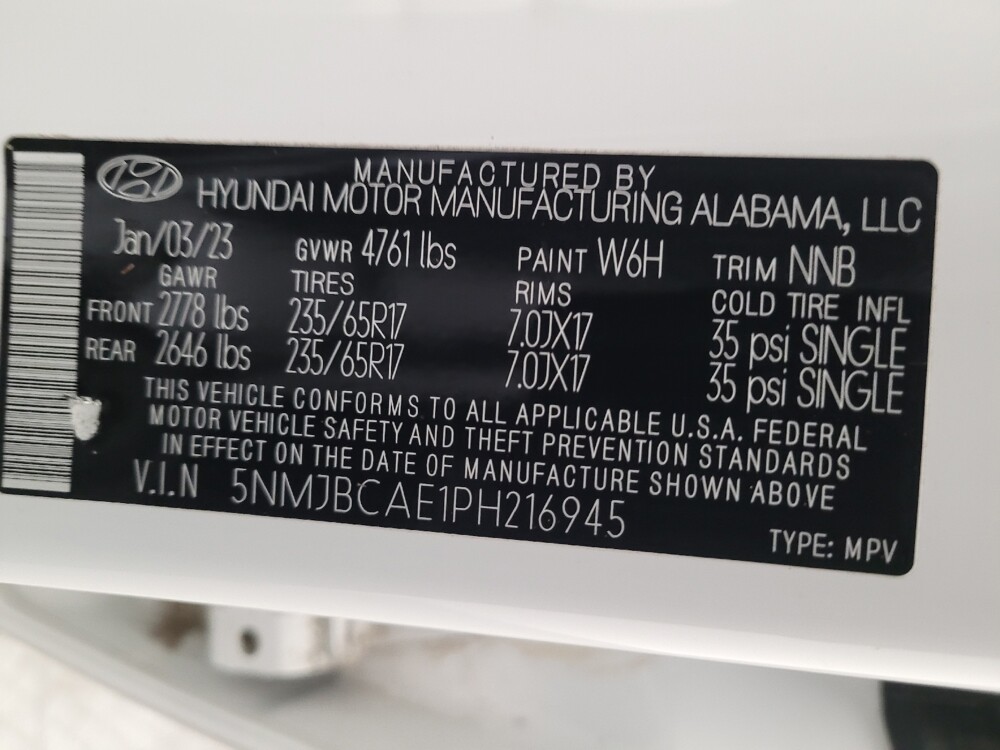 MANUFACTURED BY
HYUNDAI MOTOR MANUFACTURING ALABAMA, LLC
Jan/03/23 GVWR 4761 lbs PAINT W6H TRIM NNB
GAWR TIRES RIMS COLD TIRE INFL
FRONT 2778 lbs 235/65R17 7.0JX17 35 psi SINGLE
REAR 2646 lbs 235/65R17 7.0JX17 35 psi SINGLE
THIS VEHICLE CONFORMS TO ALL APPLICABLE U.S.A. FEDERAL
MOTOR VEHICLE SAFETY AND THEFT PREVENTION STANDARDS
IN EFFECT ON THE DATE OF MANUFACTURE SHOWN ABOVE
V.I.N 5NMJBCAE1PH216945
TYPE: MPV